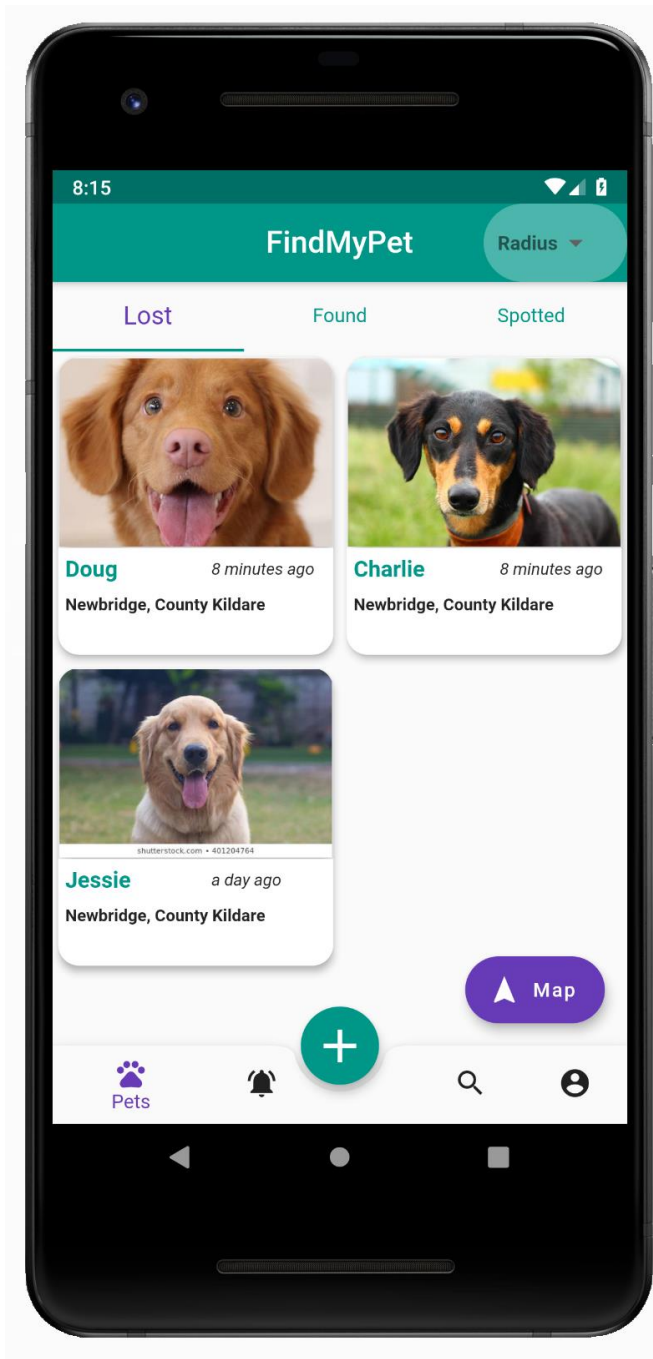 8:15
FindMyPet
Radius
Lost Found Spotted
Doug 8 minutes ago
Newbridge, County Kildare
Charlie 8 minutes ago
Newbridge, County Kildare
shutterstock.com • 401204764
Jessie a day ago
Newbridge, County Kildare
Map
Pets